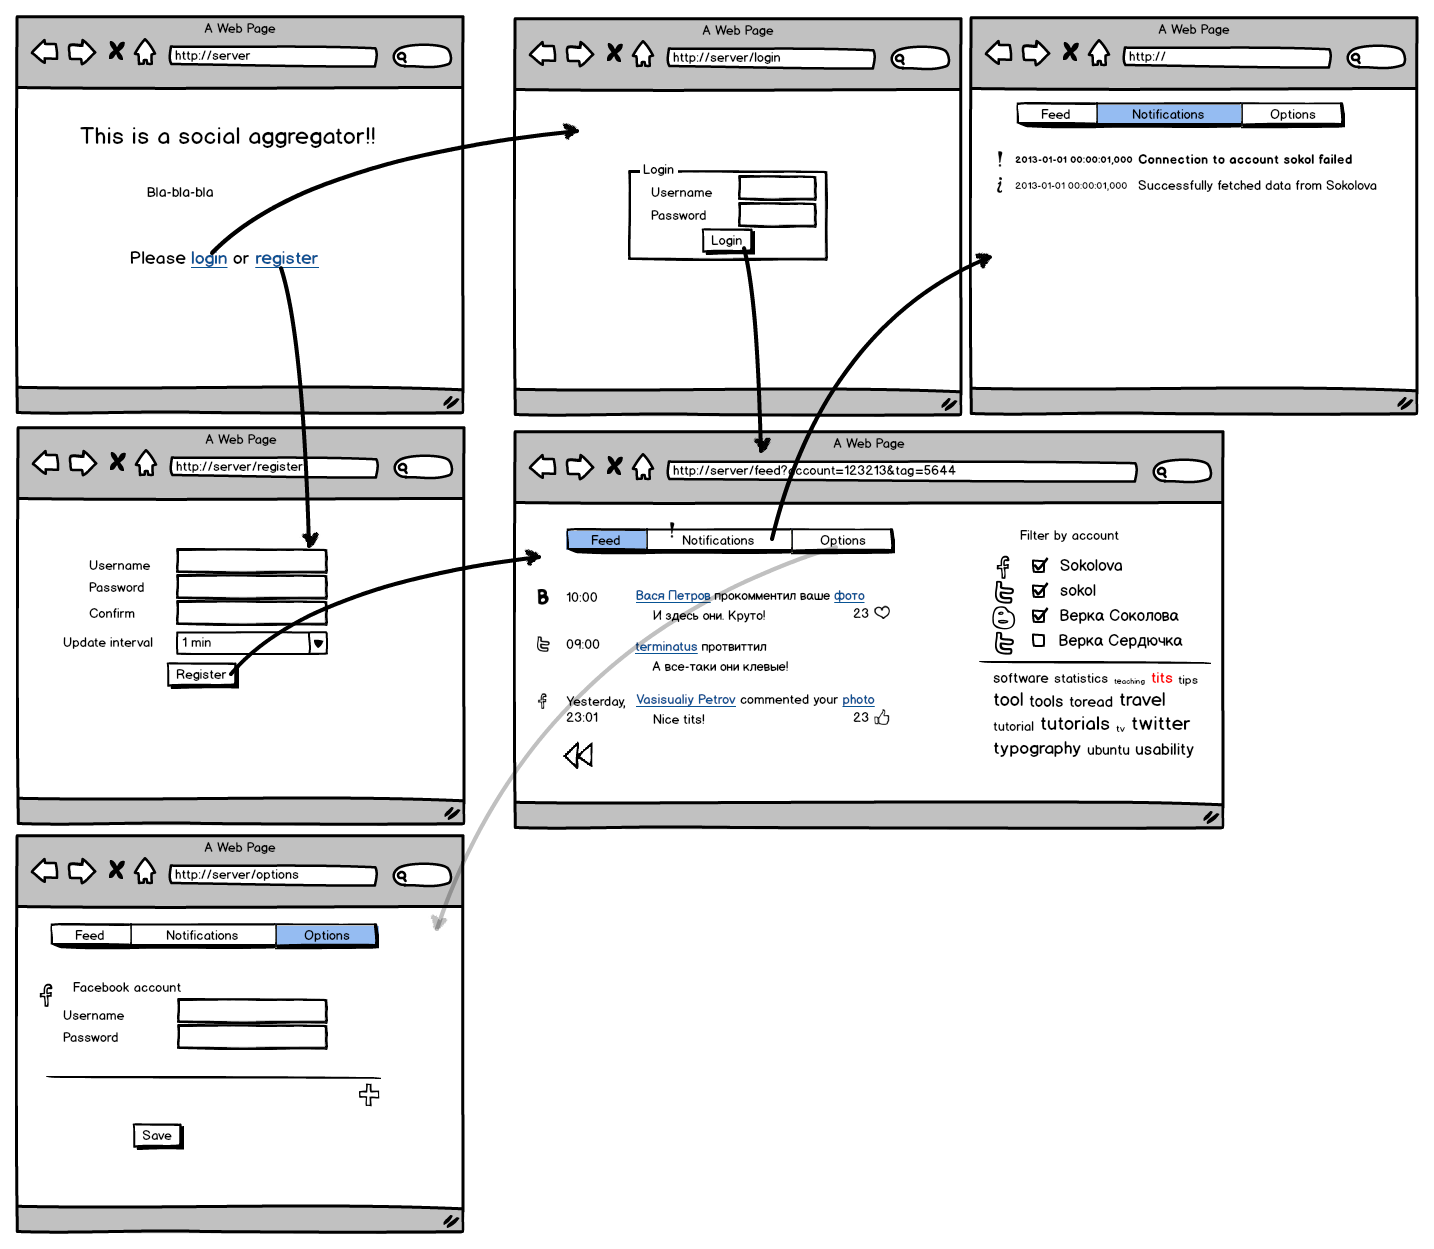 A Web Page
http://server
This is a social aggregator!!
Bla-bla-bla
Please login or register
A Web Page
http://server/login
Login
Username
Password
Login
A Web Page
http://
Feed Notifications Options
! 2013-01-01 00:00:01,000 Connection to account sokol failed
i 2013-01-01 00:00:01,000 Successfully fetched data from Sokolova
A Web Page
http://server/register
Username
Password
Confirm
Update interval 1 min
Register
A Web Page
http://server/feed?account=123213&tag=5644
!
Feed Notifications Options
B 10:00 Вася Петров прокомментил ваше фото
И здесь они. Круто! 23
t 09:00 terminatus протвиттил
А все-таки они клевые!
f Yesterday, 23:01 Vasisualiy Petrov commented your photo
Nice tits! 23
Filter by account
f Sokolova
t sokol
B Верка Соколова
t Верка Сердючка
software statistics teaching tits tips
tool tools toread travel
tutorial tutorials tv twitter
typography ubuntu usability
A Web Page
http://server/options
Feed Notifications Options
f Facebook account
Username
Password
Save